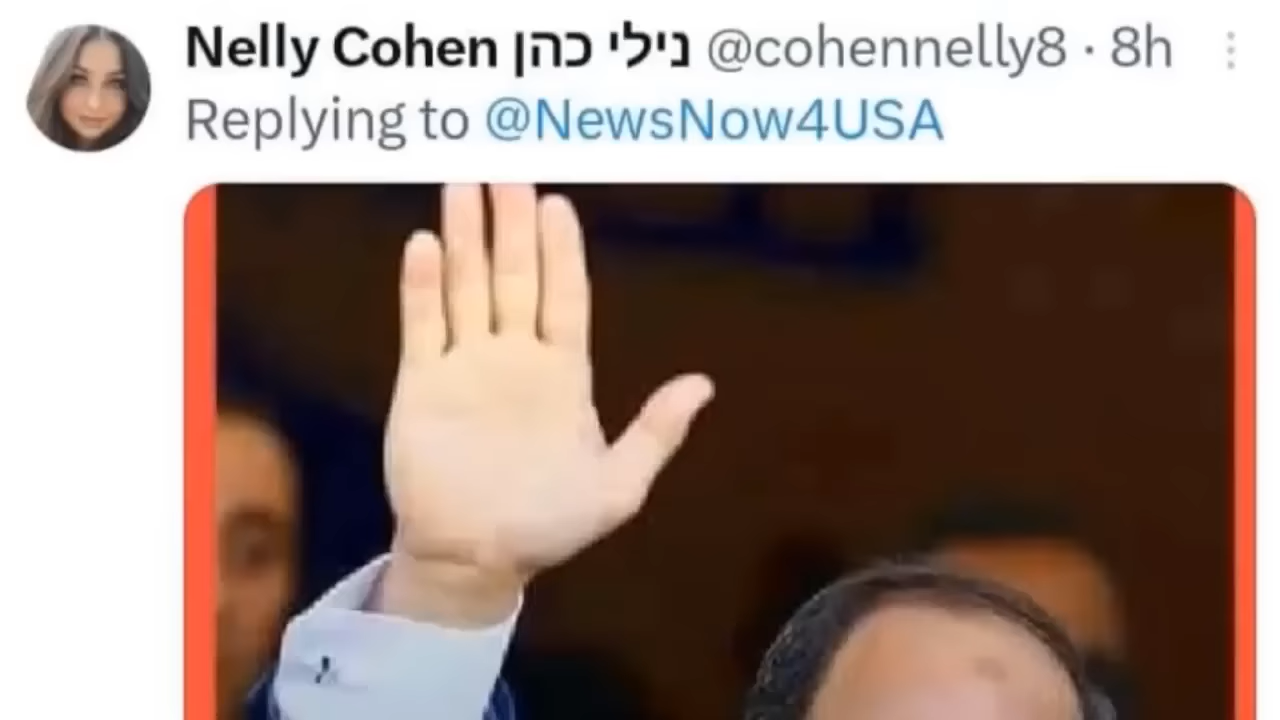 Nelly Cohen נילי כהן @cohennelly8 · 8h
Replying to @NewsNow4USA